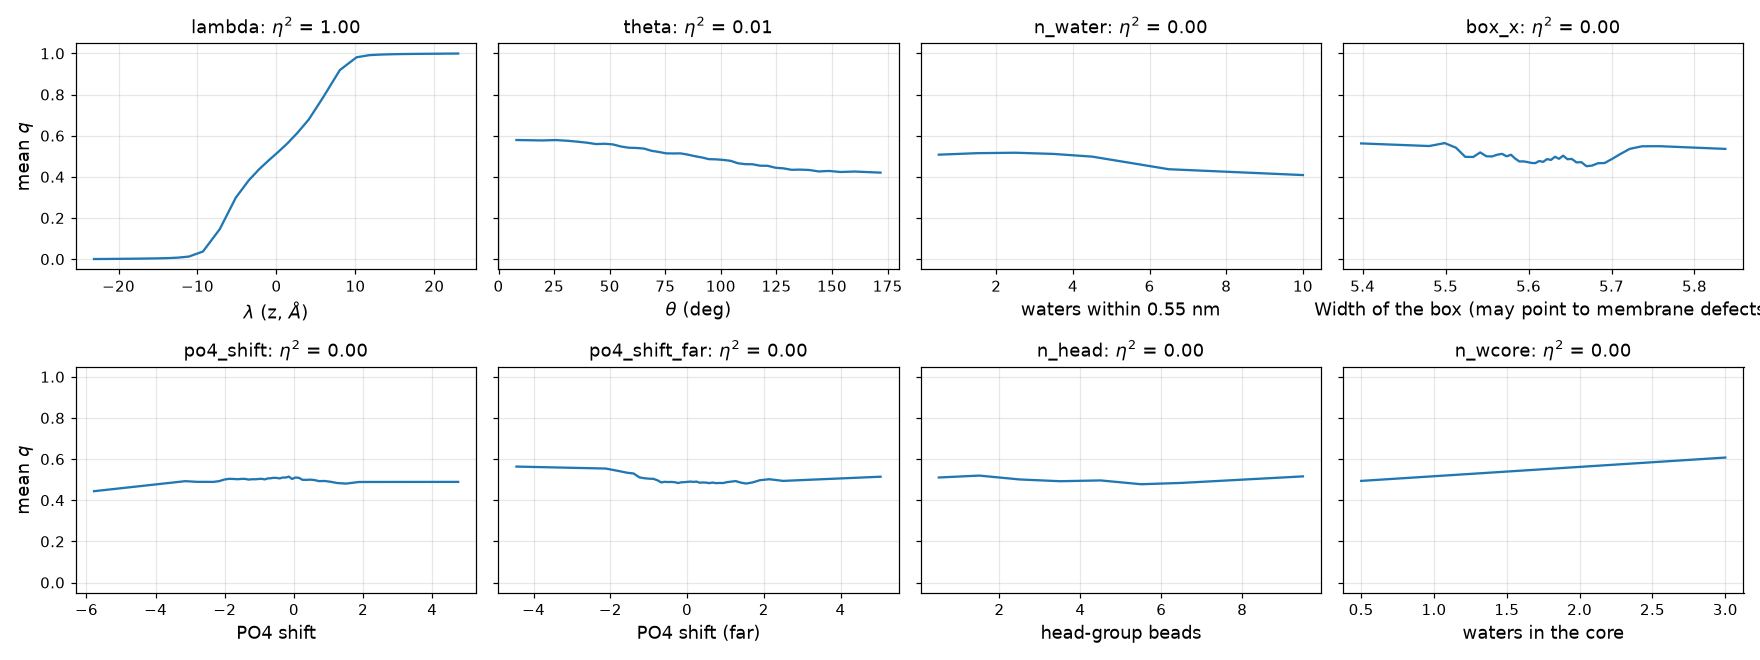 lambda: η² = 1.00
theta: η² = 0.01
n_water: η² = 0.00
box_x: η² = 0.00
mean q
1.0
0.8
0.6
0.4
0.2
0.0
−20 −10 0 10 20
0 25 50 75 100 125 150 175
2 4 6 8 10
5.4 5.5 5.6 5.7 5.8
λ (z, Å)
θ (deg)
waters within 0.55 nm
Width of the box (may point to membrane defects
po4_shift: η² = 0.00
po4_shift_far: η² = 0.00
n_head: η² = 0.00
n_wcore: η² = 0.00
mean q
1.0
0.8
0.6
0.4
0.2
0.0
−6 −4 −2 0 2 4
−4 −2 0 2 4
2 4 6 8
0.5 1.0 1.5 2.0 2.5 3.0
PO4 shift
PO4 shift (far)
head-group beads
waters in the core